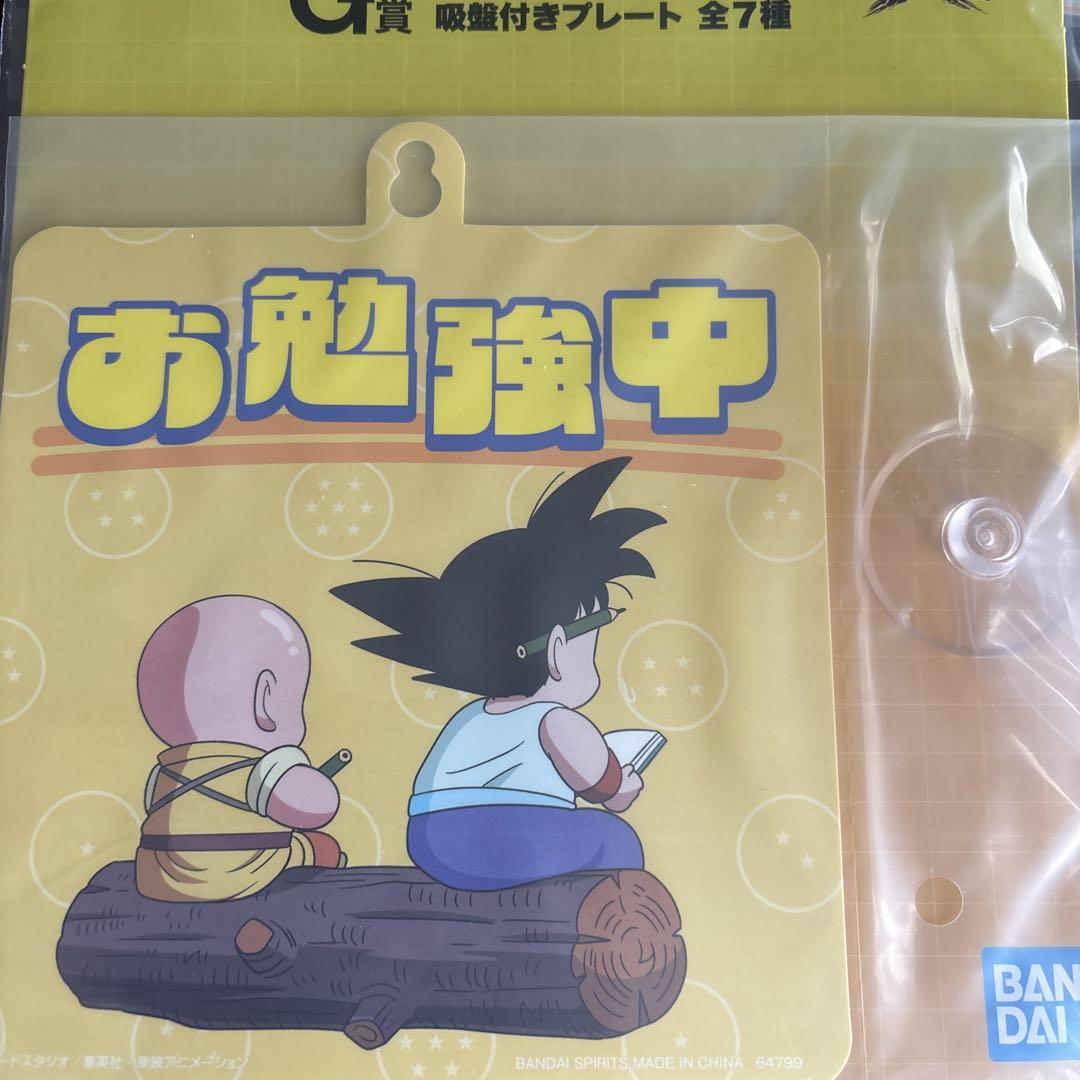 G賞 吸盤付きプレート 全7種
お勉強中
ードスタジオ／集英社・東映アニメーション
BANDAI SPIRITS MADE IN CHINA 64799
BAN
DAI